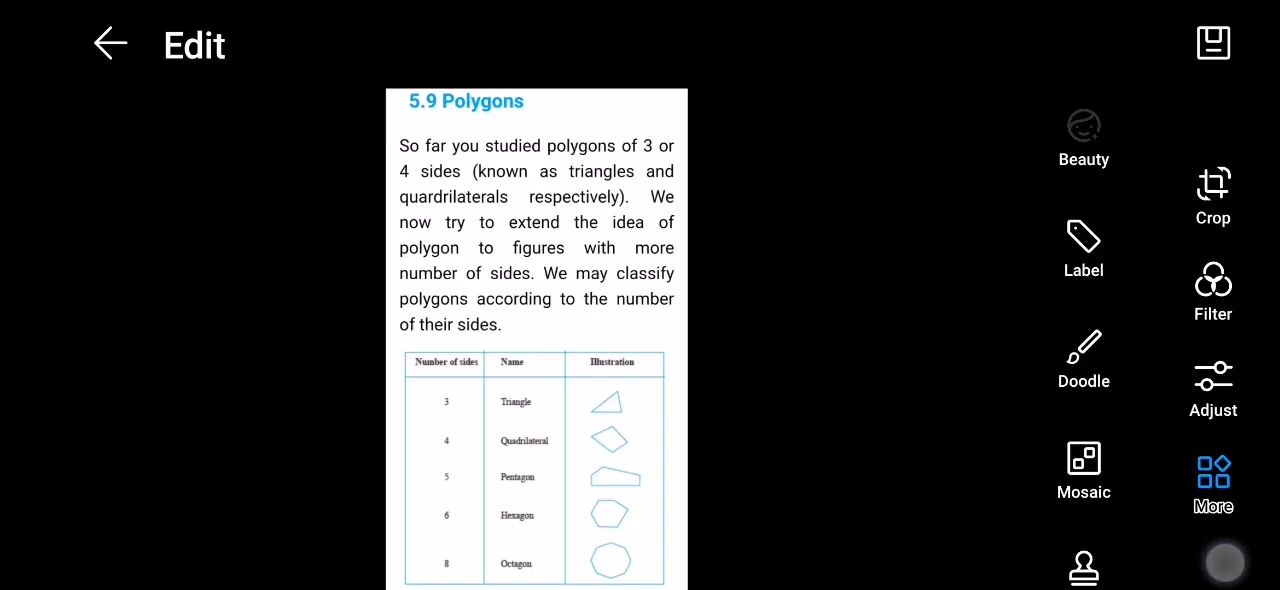 Edit
5.9 Polygons
So far you studied polygons of 3 or
4 sides (known as triangles and
quardrilaterals respectively). We
now try to extend the idea of
polygon to figures with more
number of sides. We may classify
polygons according to the number
of their sides.
Number of sides Name Illustration
3 Triangle
4 Quadrilateral
5 Pentagon
6 Hexagon
8 Octagon
Beauty
Label
Doodle
Mosaic
Crop
Filter
Adjust
More